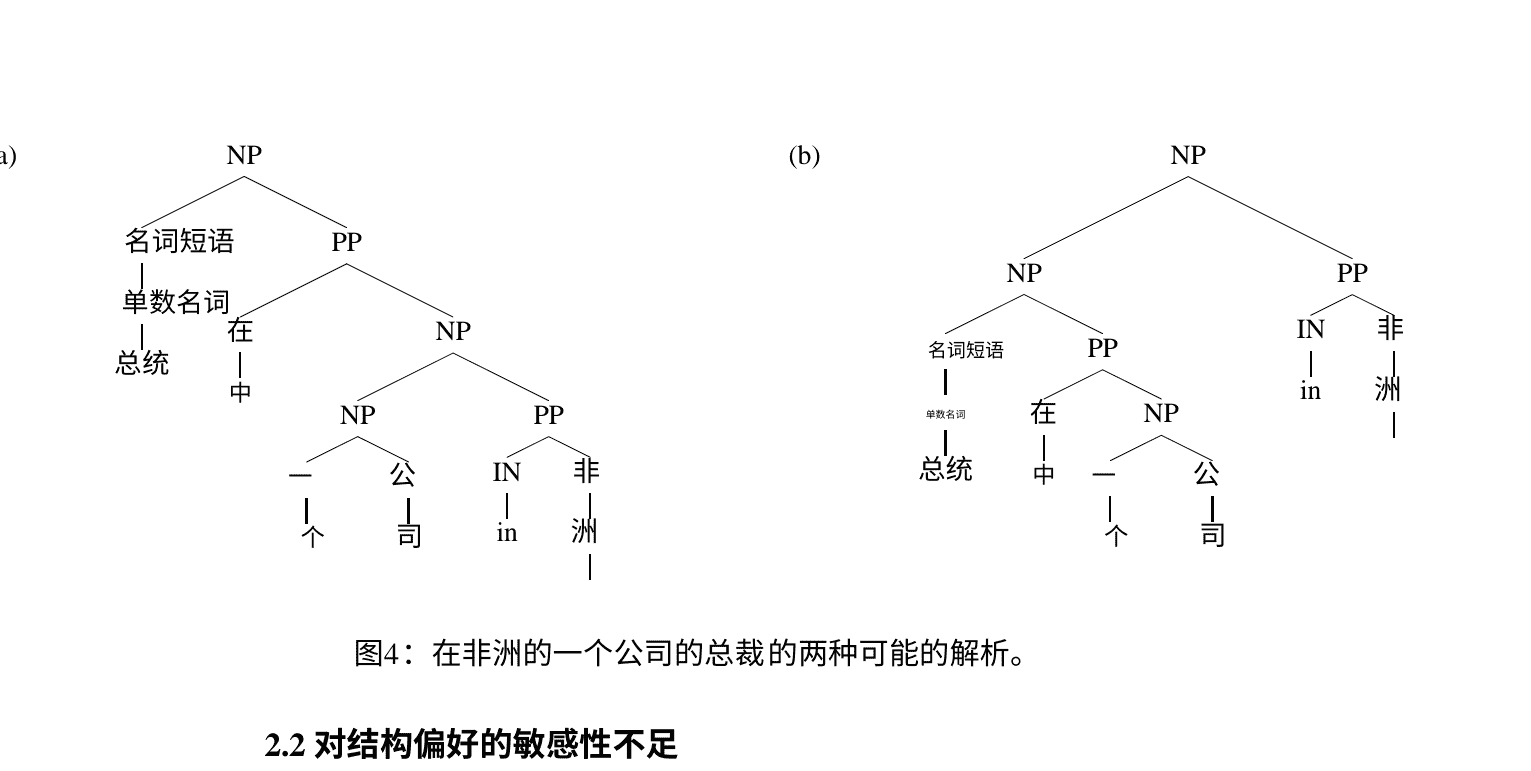 a) NP (b) NP
名词短语 PP
NP PP
单数名词
在 NP IN 非
名词短语 PP
总统
中 in 洲
NP PP 单数名词 在 NP
一 公 IN 非 总统 中 一 公
个 司 in 洲 个 司
图4：在非洲的一个公司的总裁的两种可能的解析。
2.2 对结构偏好的敏感性不足